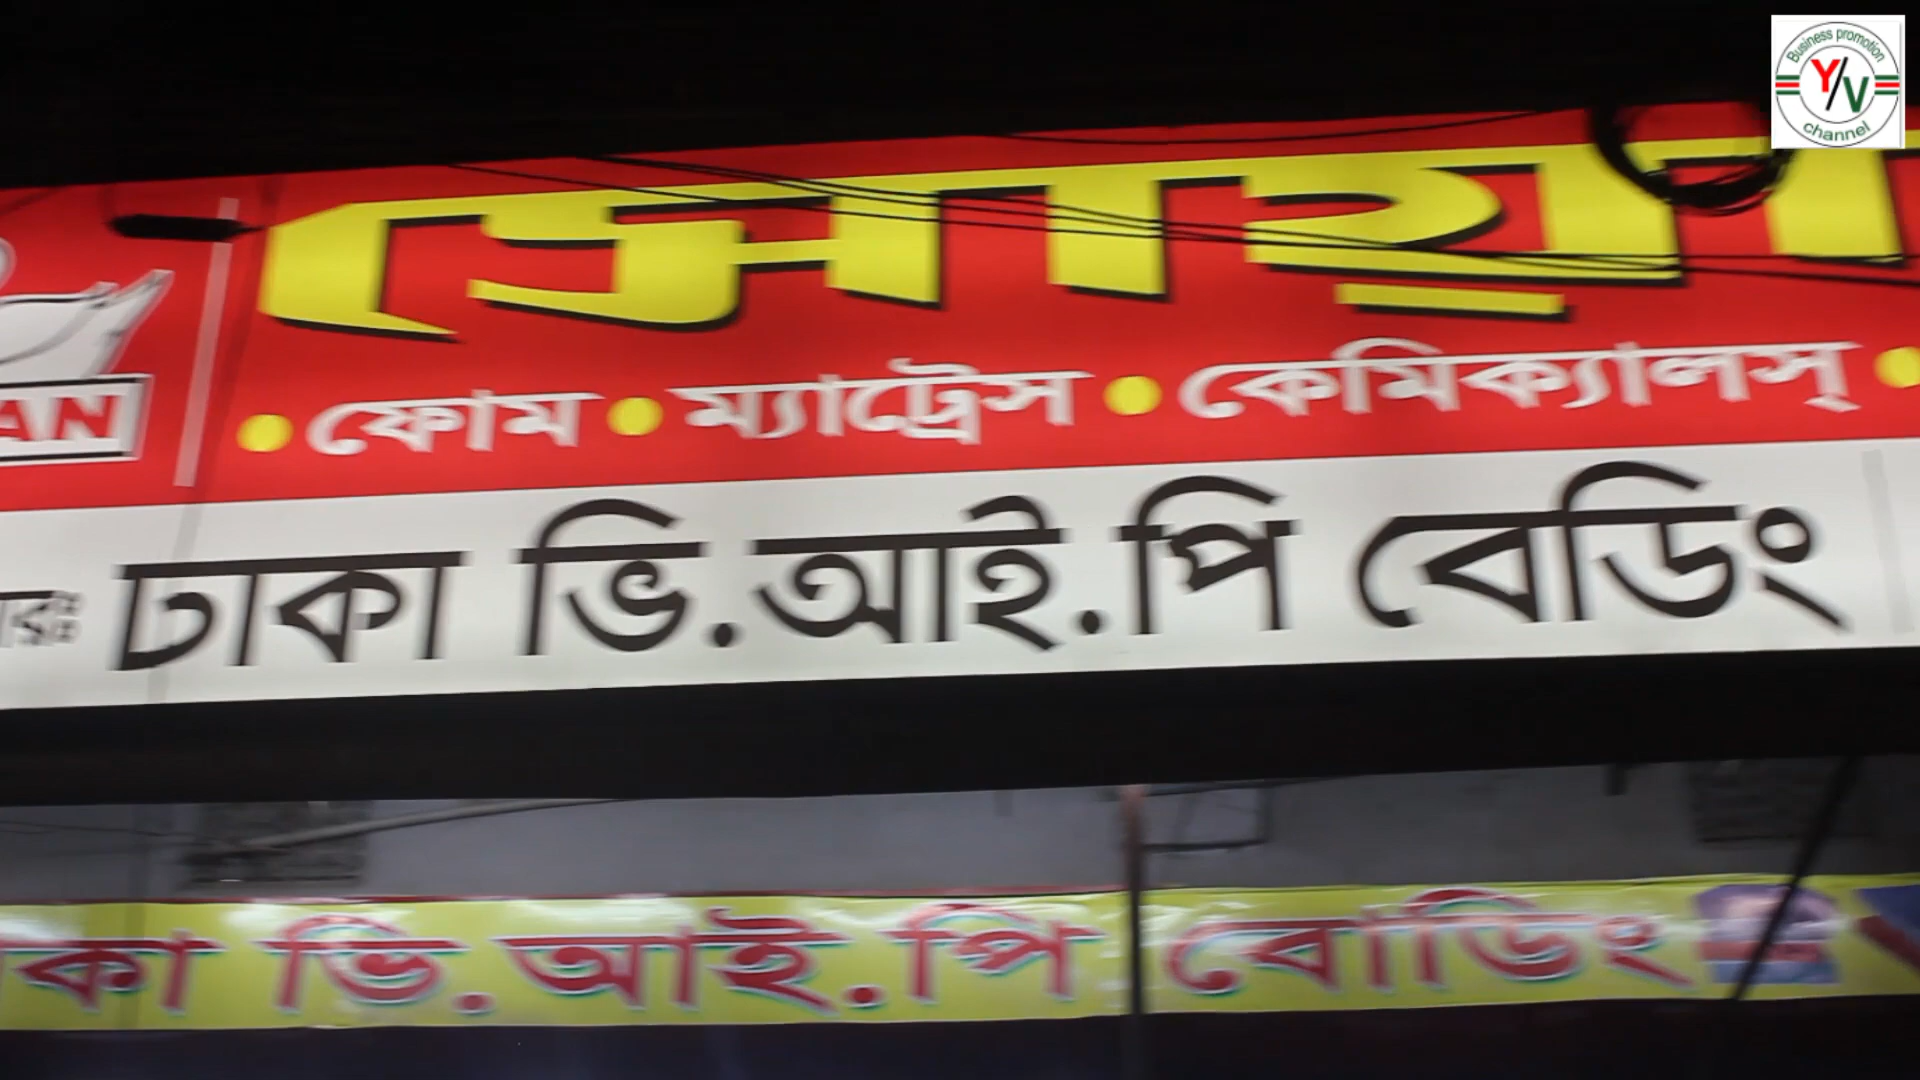 Business promotion
Y/V
channel
• ফোম • ম্যাট্রেস • কেমিক্যালস্ •
ঢাকা ভি.আই.পি বেডিং
ভি.আই.পি বোডিং